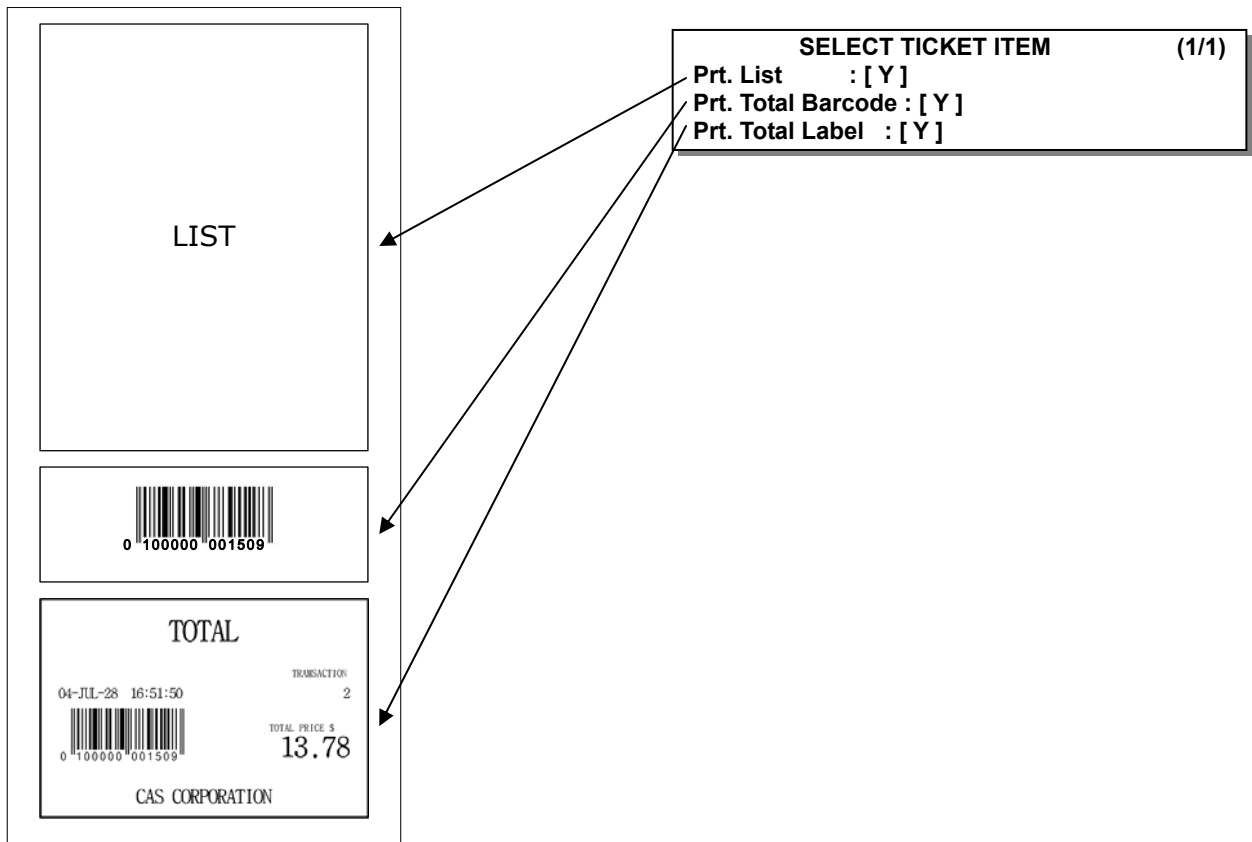 SELECT TICKET ITEM (1/1)
Prt. List : [ Y ]
Prt. Total Barcode : [ Y ]
Prt. Total Label : [ Y ]
LIST
0 100000 001509
TOTAL
TRANSACTION
04-JUL-28 16:51:50 2
TOTAL PRICE $
13.78
0 100000 001509
CAS CORPORATION